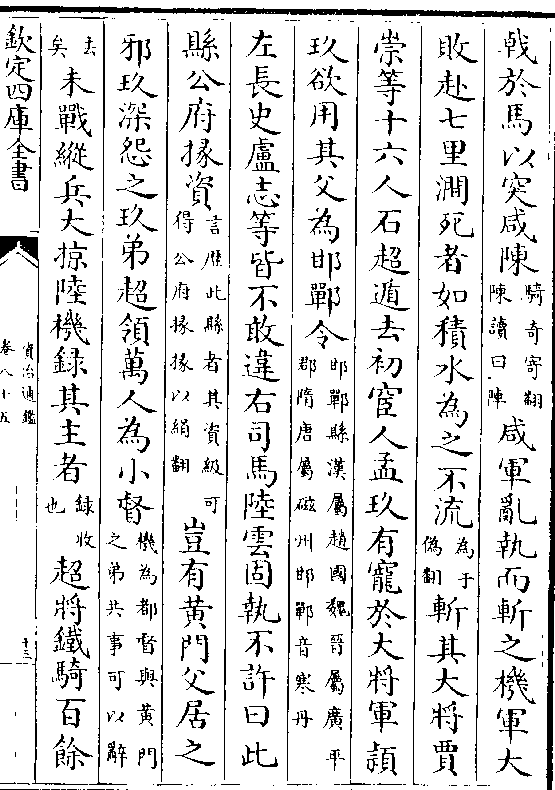 戟於馬以突咸陳騎奇寄翻陳讀曰陣咸軍亂執而斬之機軍大
敗赴七里澗死者如積水為之不流為于偽翻斬其大將賈
崇等十六人石超遁去初宦人孟玖有寵於大將軍頴
玖欲用其父為邯鄲令邯鄲縣漢屬趙國魏晉屬廣平郡隋唐屬磁州邯鄲音寒丹
左長史盧志等皆不敢違右司馬陸雲固執不許曰此
縣公府掾資言歴此縣者其資級可得公府掾掾以絹翻豈有黄門父居之
邪玖深怨之玖弟超領萬人為小督機為都督與黄門之弟共事可以辭去矣
未戰縱兵大掠陸機録其主者録收也超將鐵騎百餘
欽定四庫全書
資治通鑑
卷八十五
十三